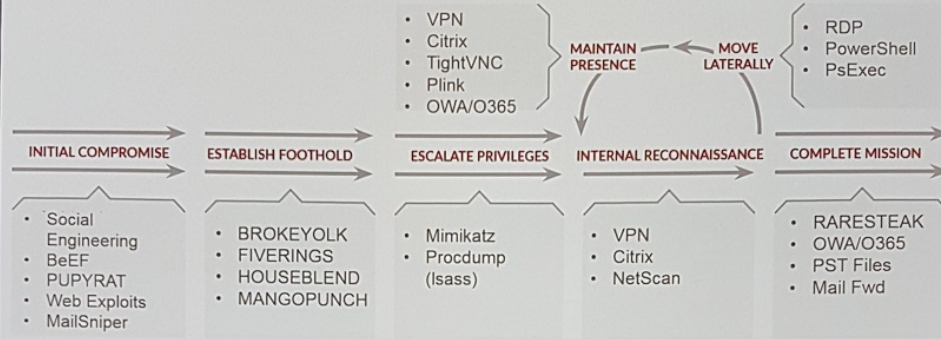 • VPN
• Citrix
• TightVNC
• Plink
• OWA/O365
MAINTAIN
PRESENCE
MOVE
LATERALLY
• RDP
• PowerShell
• PsExec
INITIAL COMPROMISE
ESTABLISH FOOTHOLD
ESCALATE PRIVILEGES
INTERNAL RECONNAISSANCE
COMPLETE MISSION
• Social
Engineering
• BeEF
• PUPYRAT
• Web Exploits
• MailSniper
• BROKEYOLK
• FIVERINGS
• HOUSEBLEND
• MANGOPUNCH
• Mimikatz
• Procdump
(lsass)
• VPN
• Citrix
• NetScan
• RARESTEAK
• OWA/O365
• PST Files
• Mail Fwd